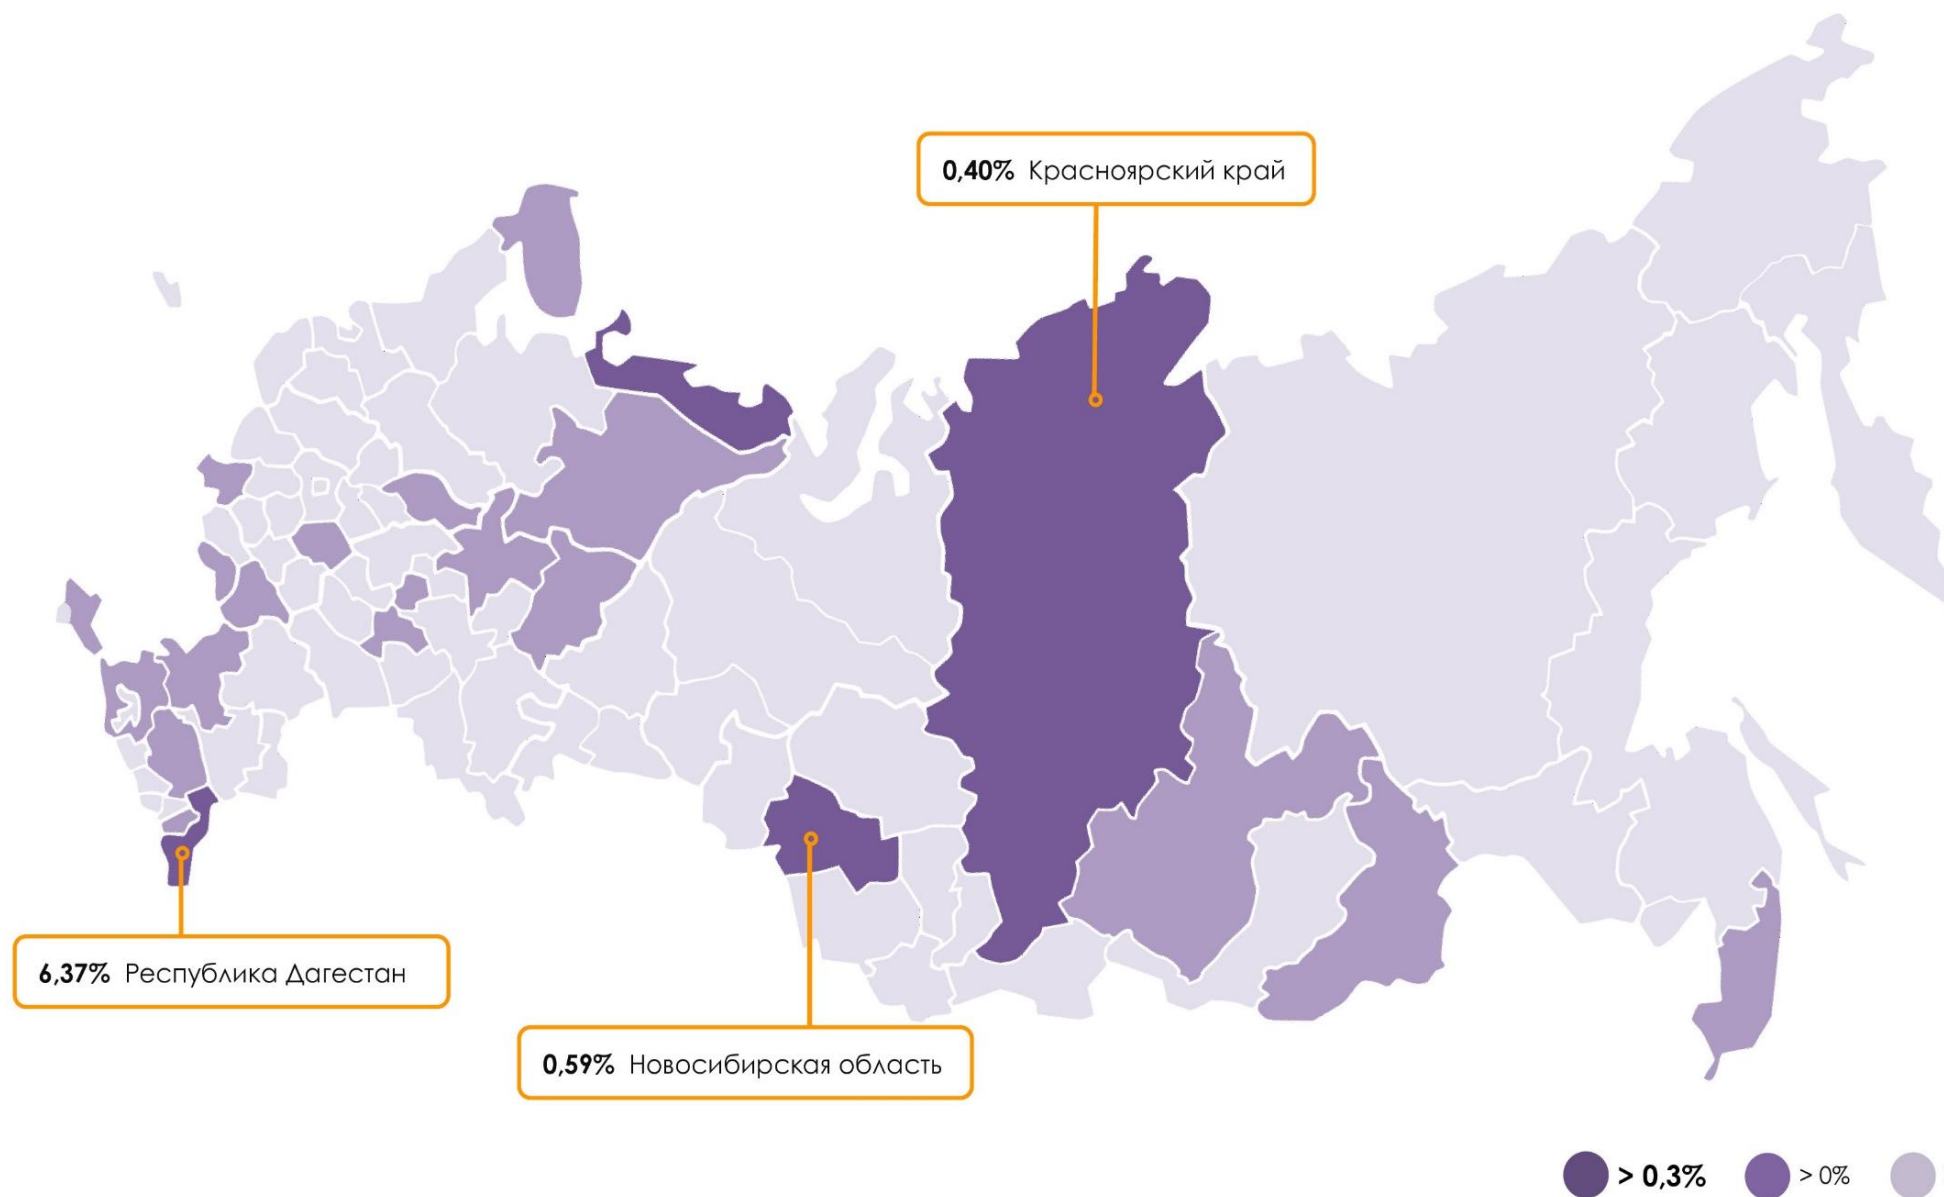 0,40% Красноярский край
6,37% Республика Дагестан
0,59% Новосибирская область
> 0,3% > 0%